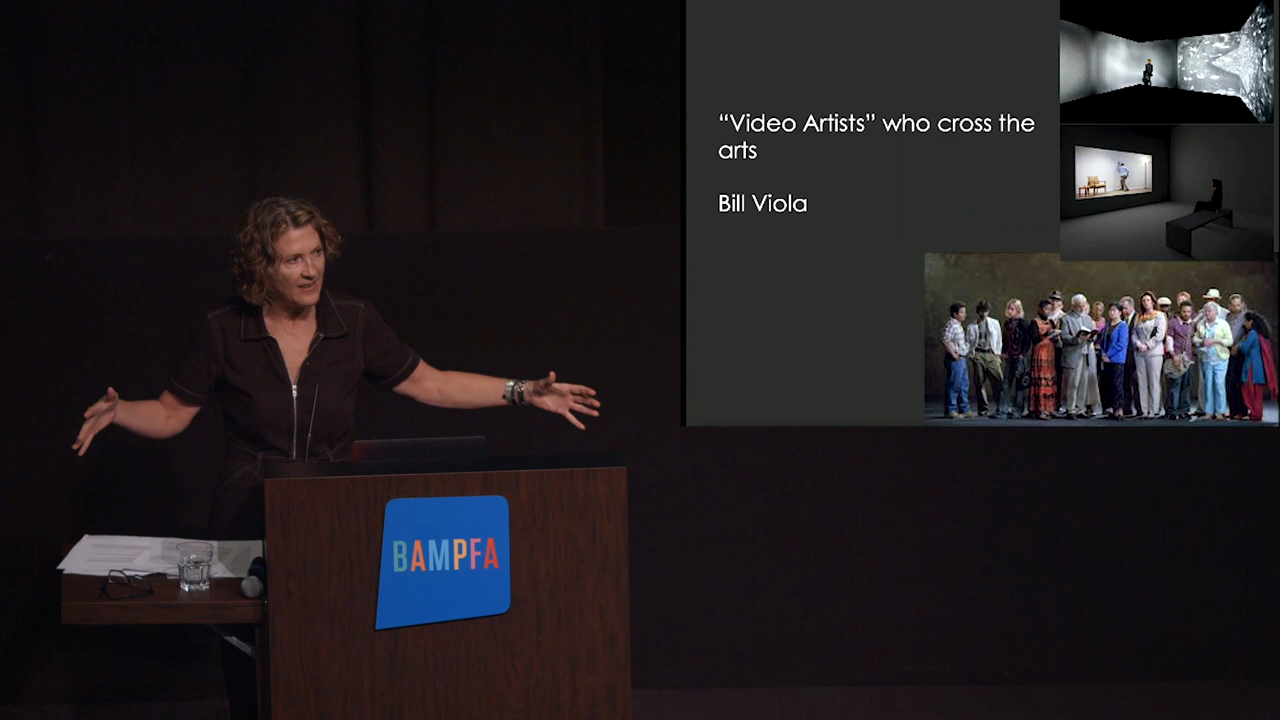 “Video Artists” who cross the
arts
Bill Viola
BAMPFA